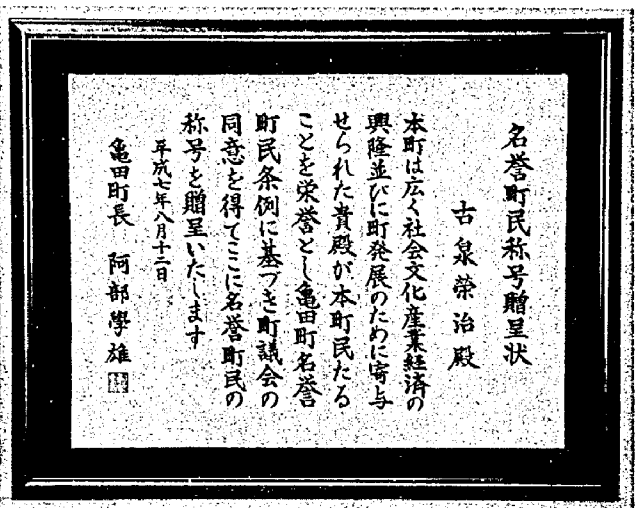 名誉町民称号贈呈状
古泉榮治殿
本町は広く社会文化産業経済の
興隆並びに町発展のために寄与
せられた貴殿が本町民たる
ことを栄誉とし亀田町名誉
町民条例に基づき町議会の
同意を得てここに名誉町民の
称号を贈呈いたします
平成七年八月十二日
亀田町長 阿部學雄